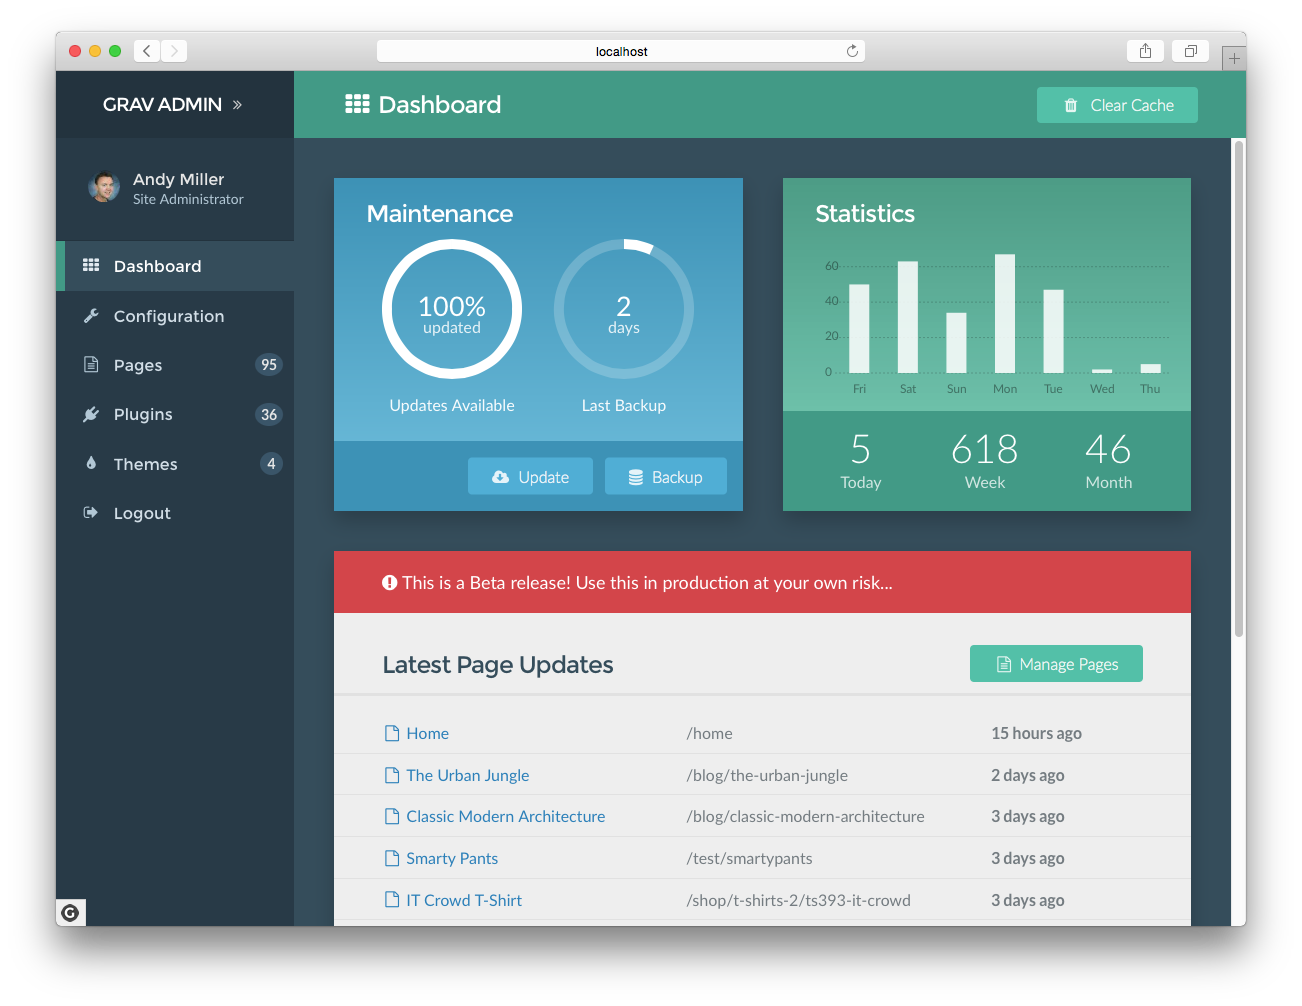 localhost
GRAV ADMIN »
Dashboard
Clear Cache
Andy Miller
Site Administrator
Dashboard
Configuration
Pages 95
Plugins 36
Themes 4
Logout
Maintenance
100%
updated
2
days
Updates Available
Last Backup
Update
Backup
Statistics
60
40
20
0
Fri Sat Sun Mon Tue Wed Thu
5 618 46
Today Week Month
This is a Beta release! Use this in production at your own risk...
Latest Page Updates
Manage Pages
Home /home 15 hours ago
The Urban Jungle /blog/the-urban-jungle 2 days ago
Classic Modern Architecture /blog/classic-modern-architecture 3 days ago
Smarty Pants /test/smartypants 3 days ago
IT Crowd T-Shirt /shop/t-shirts-2/ts393-it-crowd 3 days ago